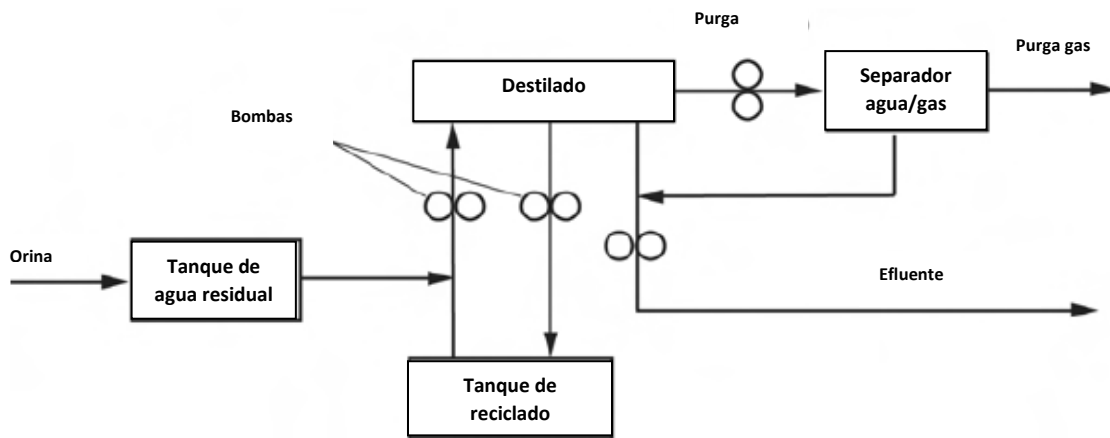 Purga
Purga gas
Destilado
Separador
agua/gas
Bombas
Orina
Tanque de
agua residual
Efluente
Tanque de
reciclado